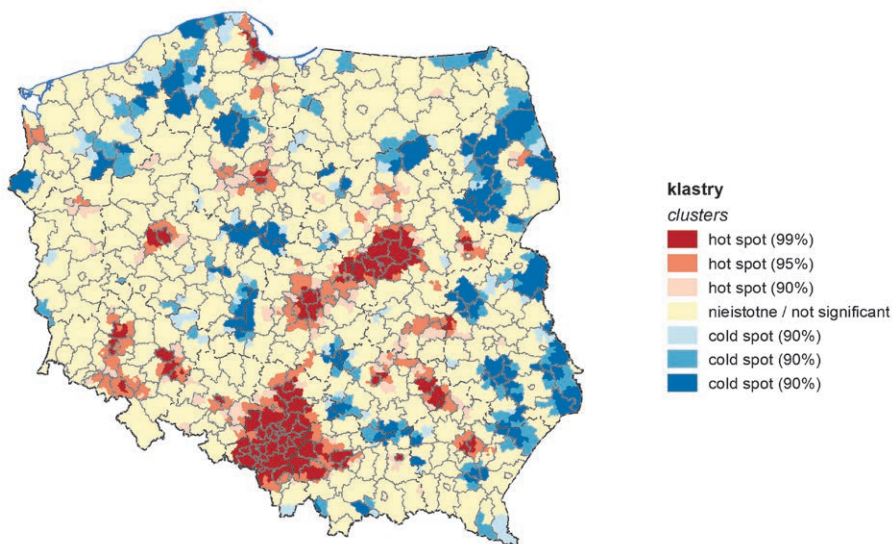 klastry
clusters
hot spot (99%)
hot spot (95%)
hot spot (90%)
nieistotne / not significant
cold spot (90%)
cold spot (90%)
cold spot (90%)